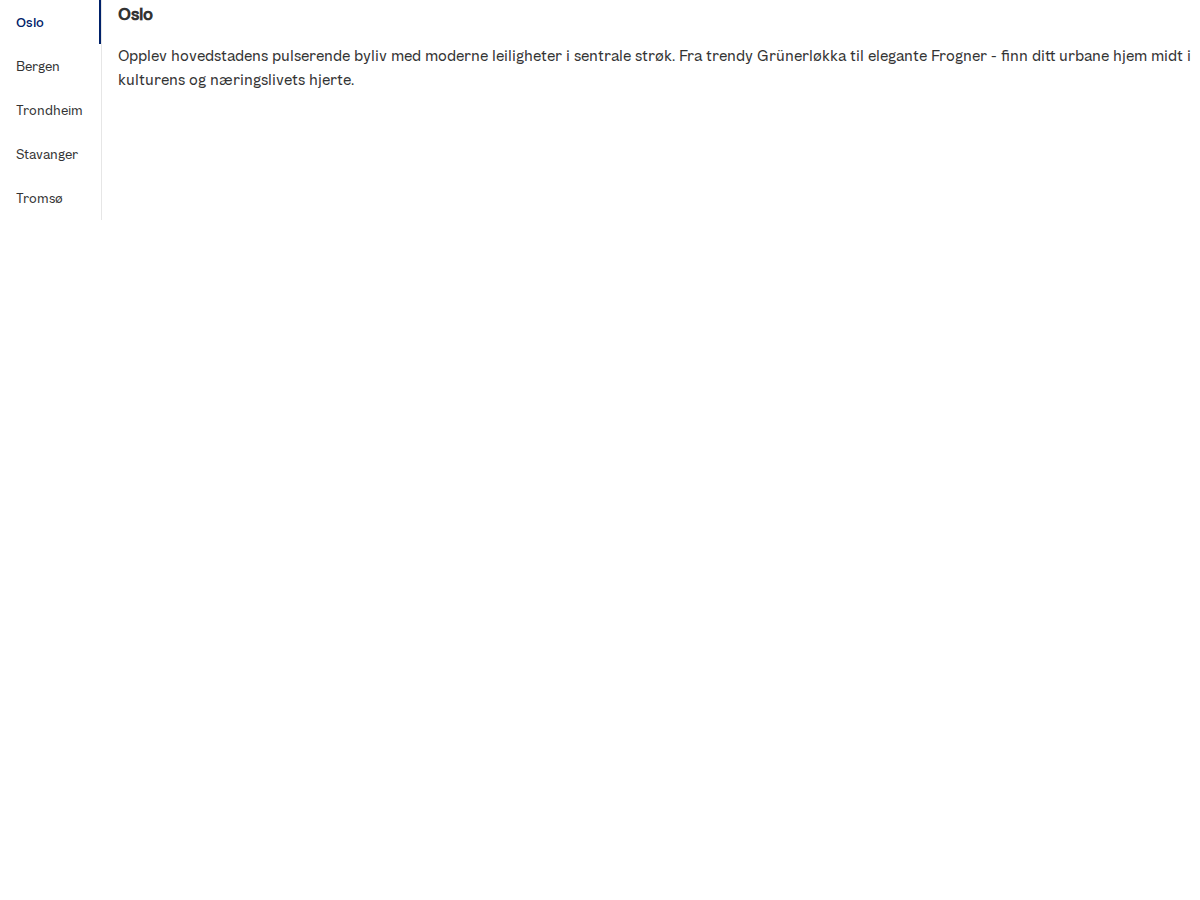 Oslo
Bergen
Trondheim
Stavanger
Tromsø
Oslo
Opplev hovedstadens pulserende byliv med moderne leiligheter i sentrale strøk. Fra trendy Grünerløkka til elegante Frogner - finn ditt urbane hjem midt i
kulturens og næringslivets hjerte.